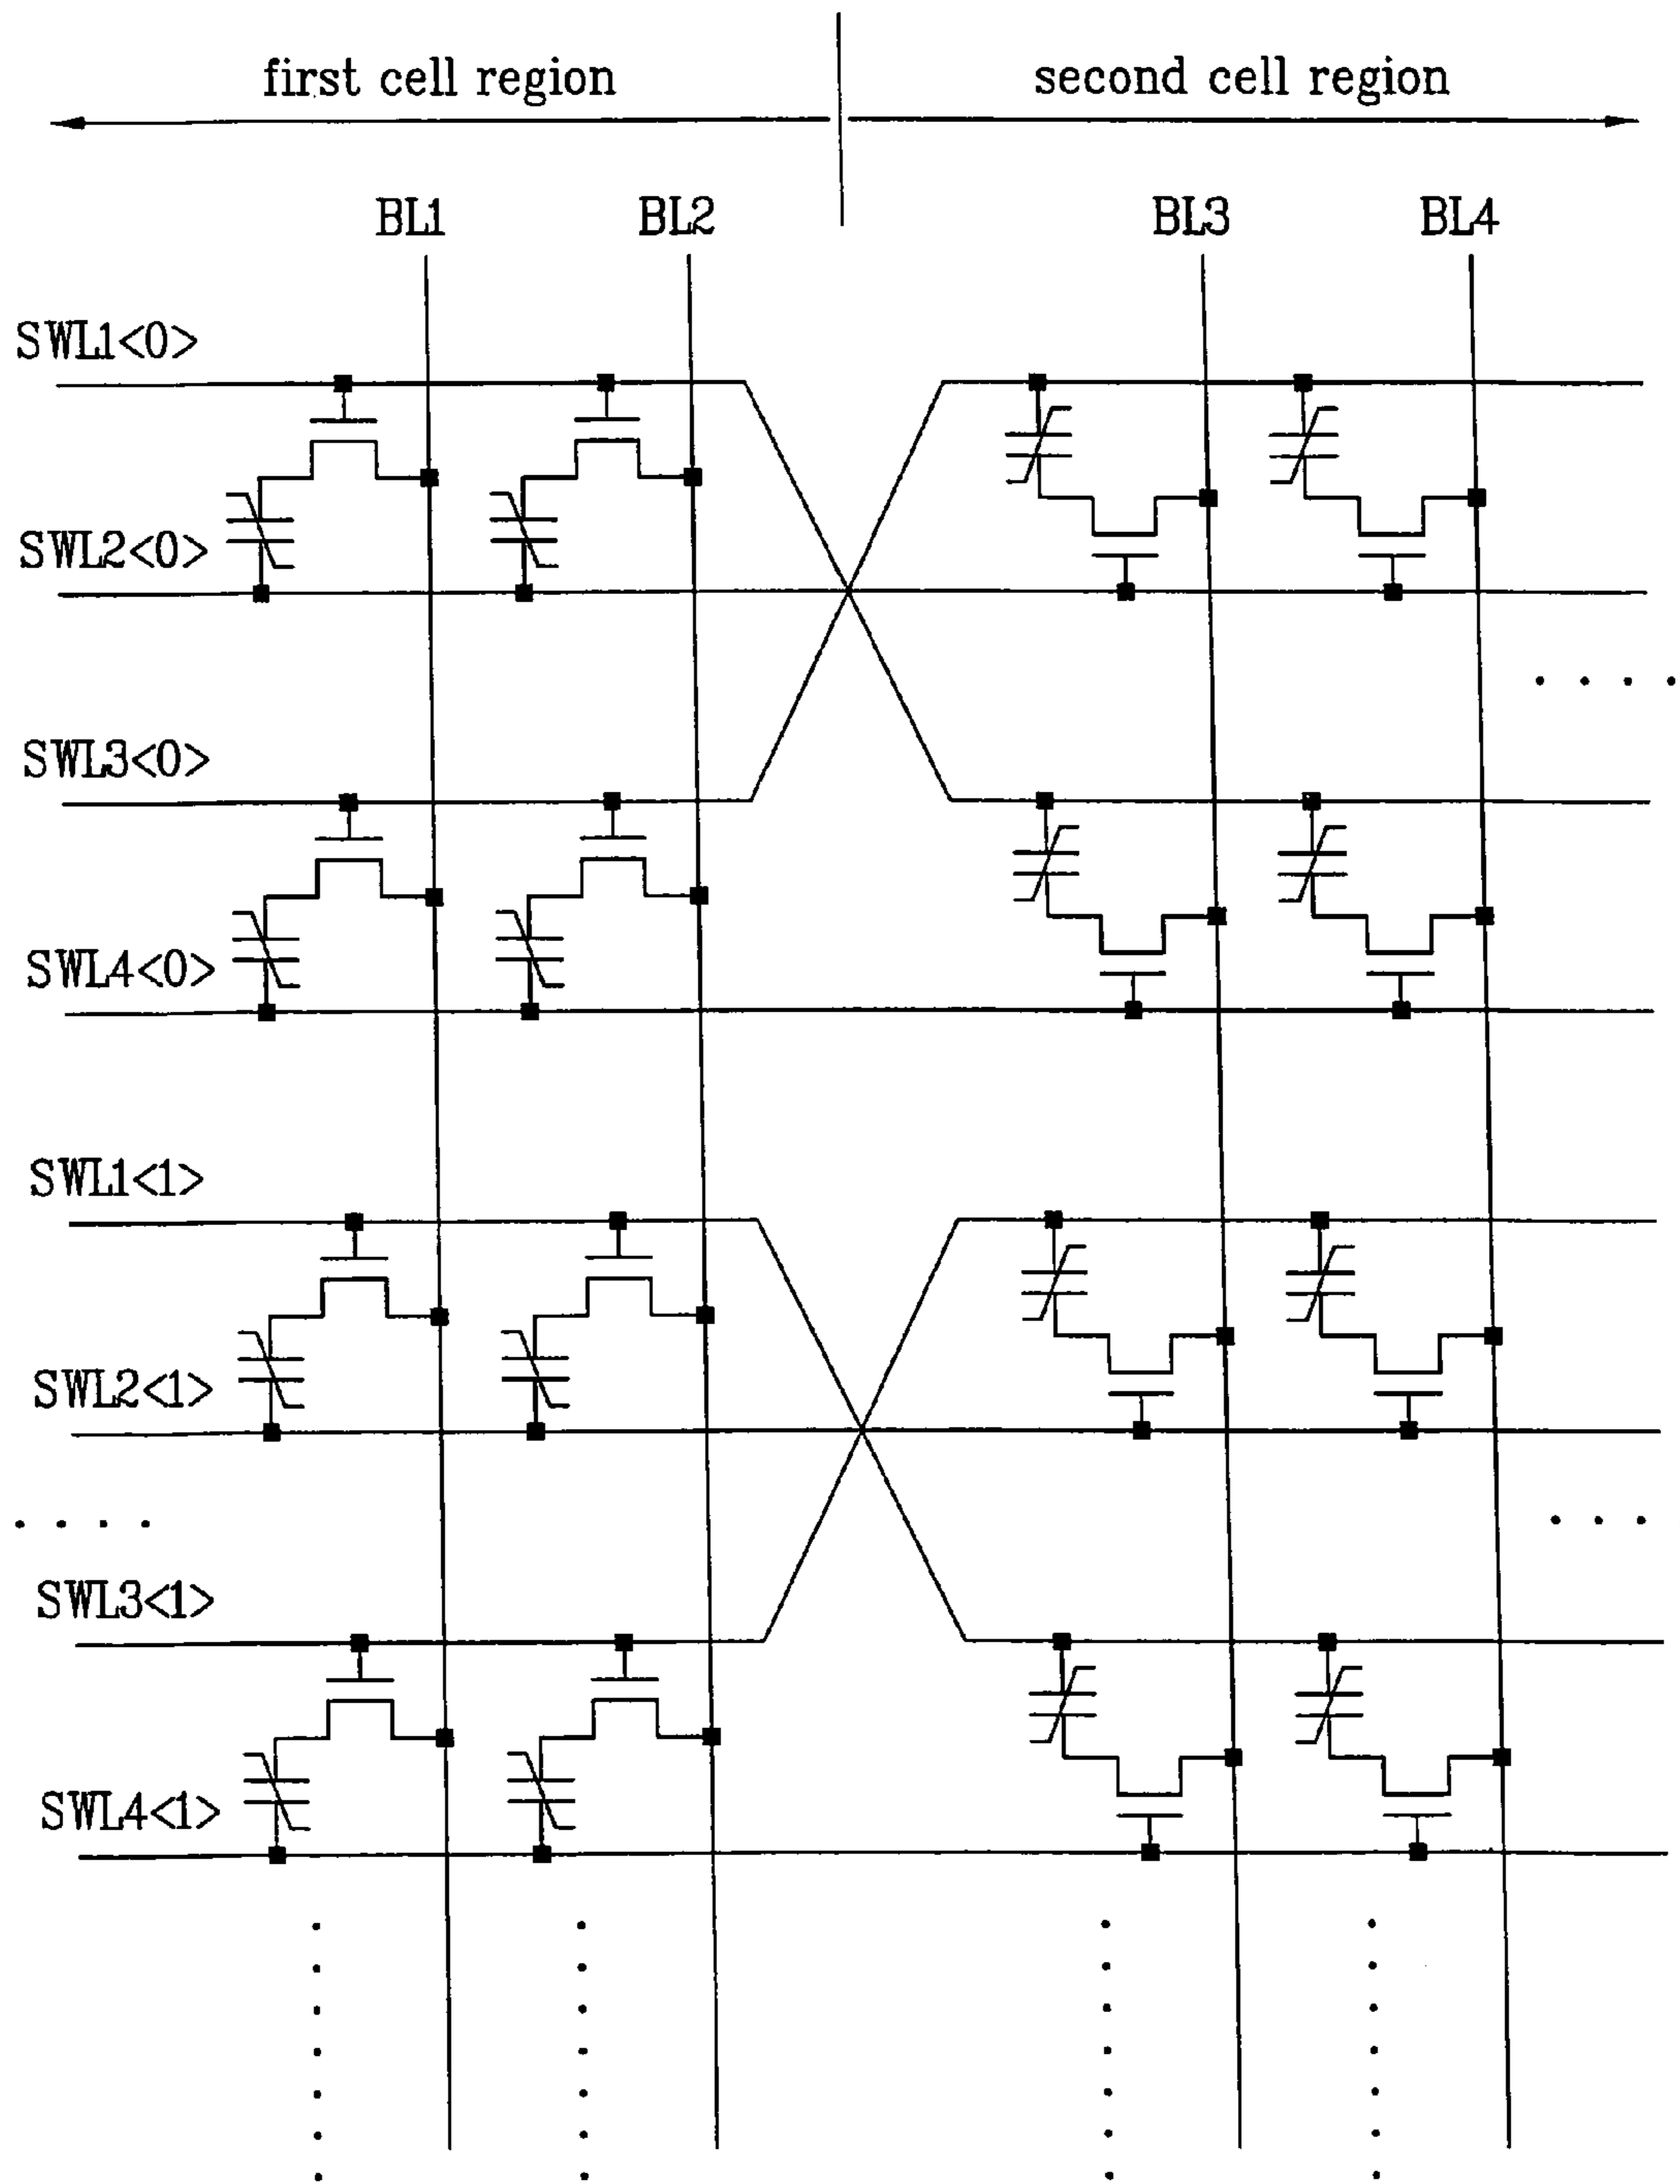 first cell region
second cell region
BL1
BL2
BL3
BL4
SWL1<0>
SWL2<0>
SWL3<0>
SWL4<0>
SWL1<1>
SWL2<1>
SWL3<1>
SWL4<1>